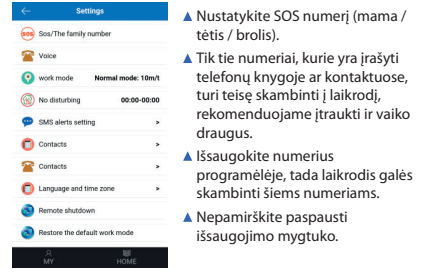 Settings
sos Sos/The family number
Voice
work mode Normal mode: 10m/t
No disturbing 00:00-00:00
SMS alerts setting >
Contacts >
Contacts >
Language and time zone >
Remote shutdown
Restore the default work mode
MY HOME
▲ Nustatykite SOS numerį (mama /
tėtis / brolis).
▲ Tik tie numeriai, kurie yra įrašyti
telefonų knygoje ar kontaktuose,
turi teisę skambinti į laikrodį,
rekomenduojame įtraukti ir vaiko
draugus.
▲ Išsaugokite numerius
programėlėje, tada laikrodis galės
skambinti šiems numeriams.
▲ Nepamirškite paspausti
išsaugojimo mygtuko.